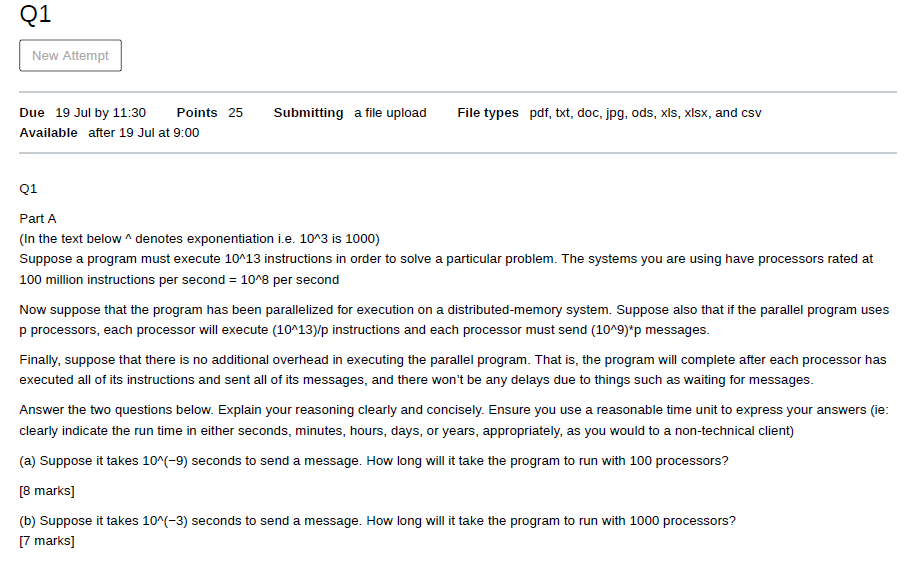 Q1
New Attempt
Due 19 Jul by 11:30 Points 25 Submitting a file upload File types pdf, txt, doc, jpg, ods, xls, xlsx, and csv
Available after 19 Jul at 9:00
Q1
Part A
(In the text below ^ denotes exponentiation i.e. 10^3 is 1000)
Suppose a program must execute 10^13 instructions in order to solve a particular problem. The systems you are using have processors rated at
100 million instructions per second = 10^8 per second
Now suppose that the program has been parallelized for execution on a distributed-memory system. Suppose also that if the parallel program uses
p processors, each processor will execute (10^13)/p instructions and each processor must send (10^9)*p messages.
Finally, suppose that there is no additional overhead in executing the parallel program. That is, the program will complete after each processor has
executed all of its instructions and sent all of its messages, and there won't be any delays due to things such as waiting for messages.
Answer the two questions below. Explain your reasoning clearly and concisely. Ensure you use a reasonable time unit to express your answers (ie:
clearly indicate the run time in either seconds, minutes, hours, days, or years, appropriately, as you would to a non-technical client)
(a) Suppose it takes 10^(−9) seconds to send a message. How long will it take the program to run with 100 processors?
[8 marks]
(b) Suppose it takes 10^(−3) seconds to send a message. How long will it take the program to run with 1000 processors?
[7 marks]